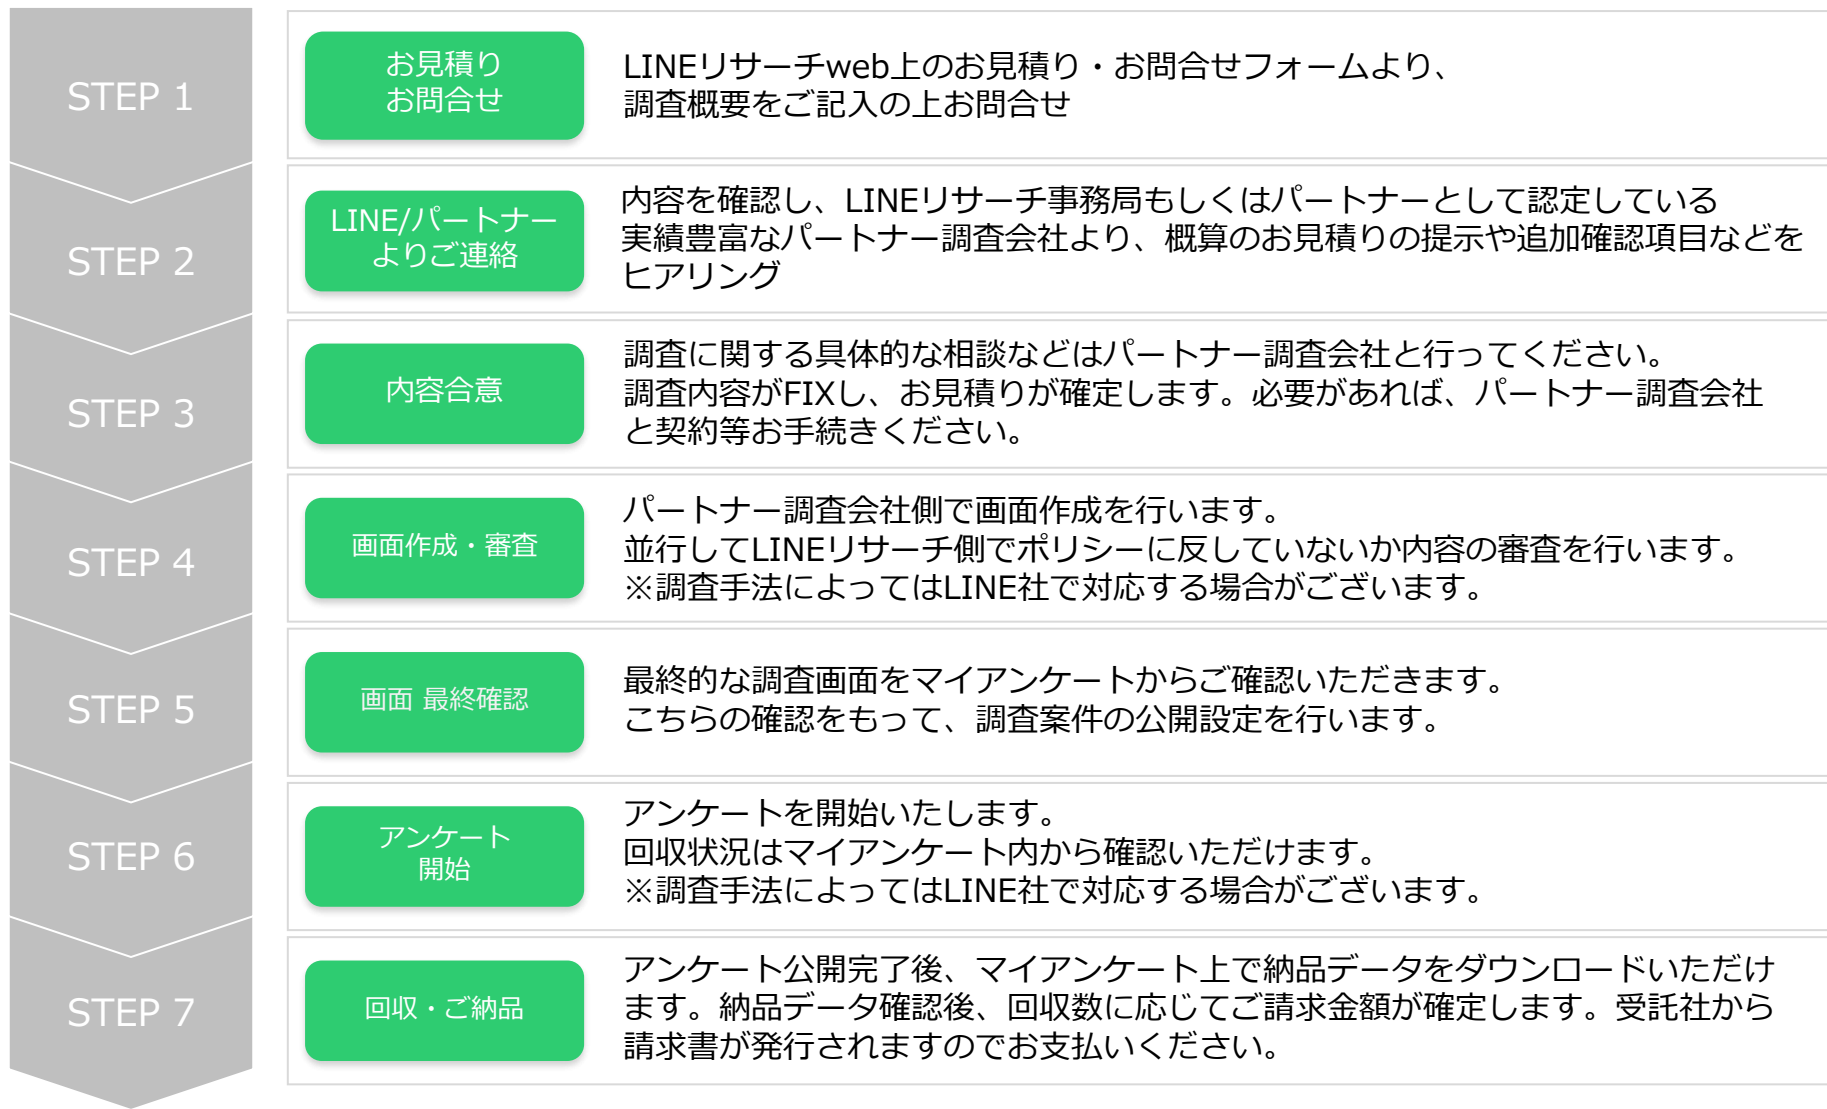 STEP 1
お見積り
お問合せ
LINEリサーチweb上のお見積り・お問合せフォームより、
調査概要をご記入の上お問合せ
STEP 2
LINE/パートナー
よりご連絡
内容を確認し、LINEリサーチ事務局もしくはパートナーとして認定している
実績豊富なパートナー調査会社より、概算のお見積りの提示や追加確認項目などを
ヒアリング
STEP 3
内容合意
調査に関する具体的な相談などはパートナー調査会社と行ってください。
調査内容がFIXし、お見積りが確定します。必要があれば、パートナー調査会社
と契約等お手続きください。
STEP 4
画面作成・審査
パートナー調査会社側で画面作成を行います。
並行してLINEリサーチ側でポリシーに反していないか内容の審査を行います。
※調査手法によってはLINE社で対応する場合がございます。
STEP 5
画面 最終確認
最終的な調査画面をマイアンケートからご確認いただきます。
こちらの確認をもって、調査案件の公開設定を行います。
STEP 6
アンケート
開始
アンケートを開始いたします。
回収状況はマイアンケート内から確認いただけます。
※調査手法によってはLINE社で対応する場合がございます。
STEP 7
回収・ご納品
アンケート公開完了後、マイアンケート上で納品データをダウンロードいただけ
ます。納品データ確認後、回収数に応じてご請求金額が確定します。受託社から
請求書が発行されますのでお支払いください。